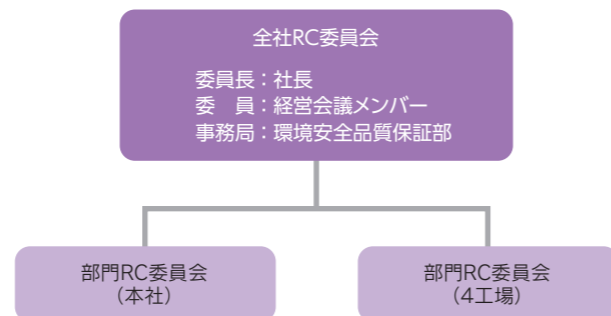 全社RC委員会
委員長：社長
委　員：経営会議メンバー
事務局：環境安全品質保証部
部門RC委員会
（本社）
部門RC委員会
（4工場）